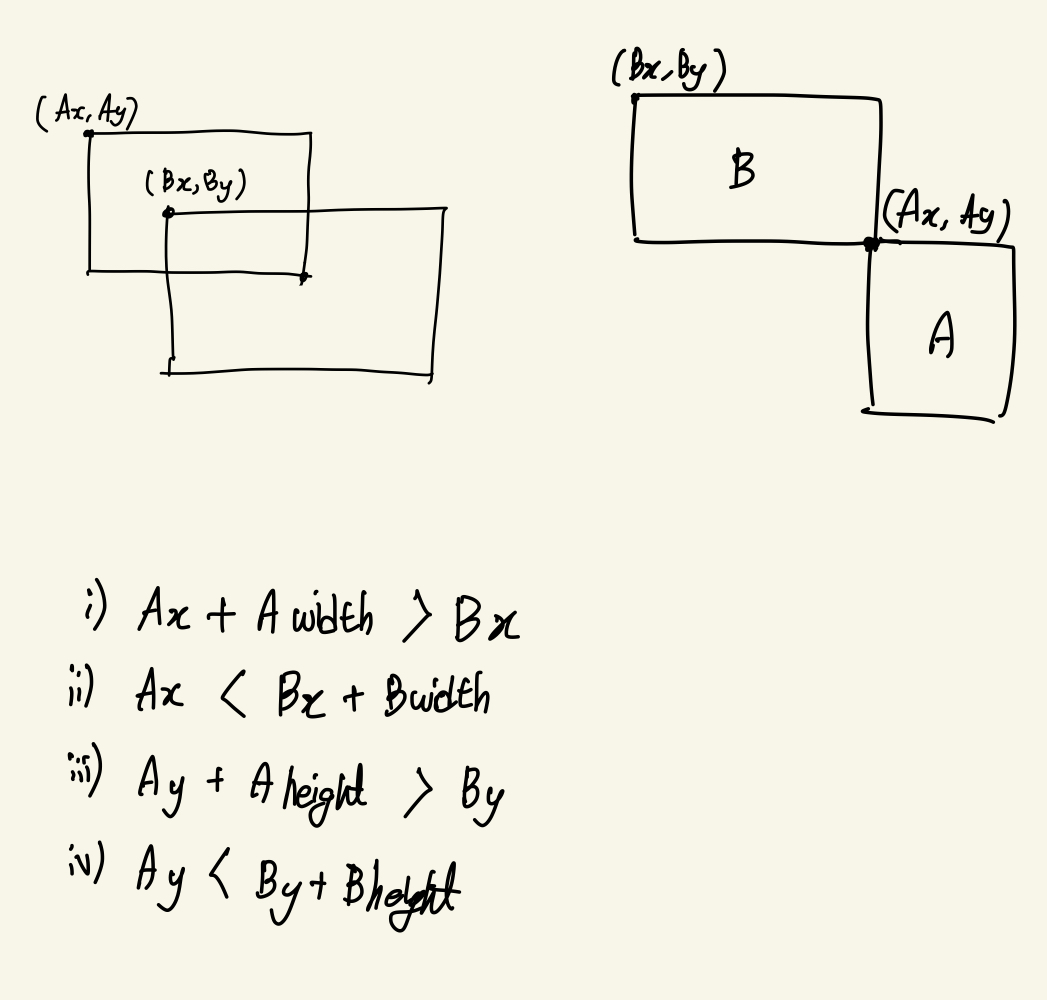 (Bx, By)
(Ax, Ay)
(Bx, By)
B
(Ax, Ay)
A
i) Ax + A width > Bx
ii) Ax < Bx + Bwidth
iii) Ay + A height > By
iv) Ay < By + Bheight